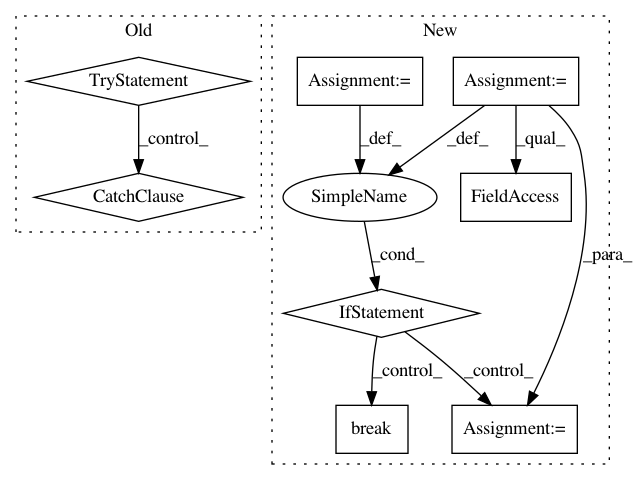 Old
New
TryStatement
Assignment:=
Assignment:=
_control_
_def_
_def_
_qual_
CatchClause
SimpleName
FieldAccess
_cond_
_para_
IfStatement
_control_
_control_
break
Assignment:=